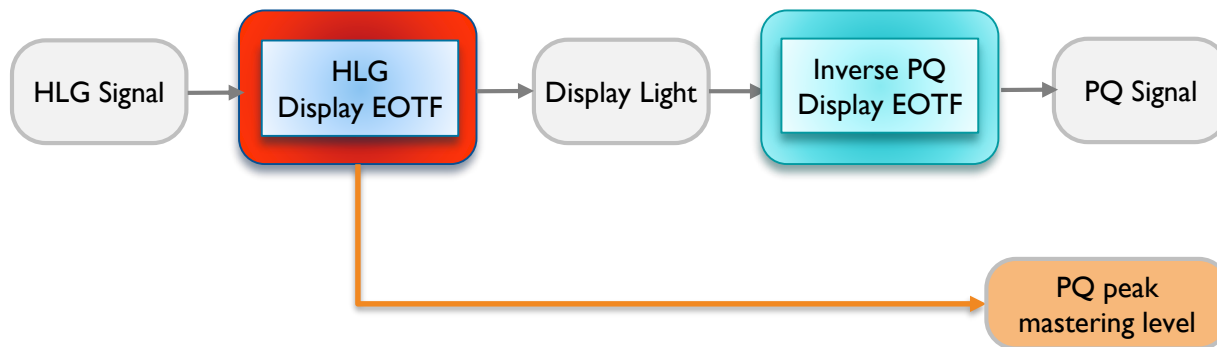 HLG Signal
HLG
Display EOTF
Display Light
Inverse PQ
Display EOTF
PQ Signal
PQ peak
mastering level